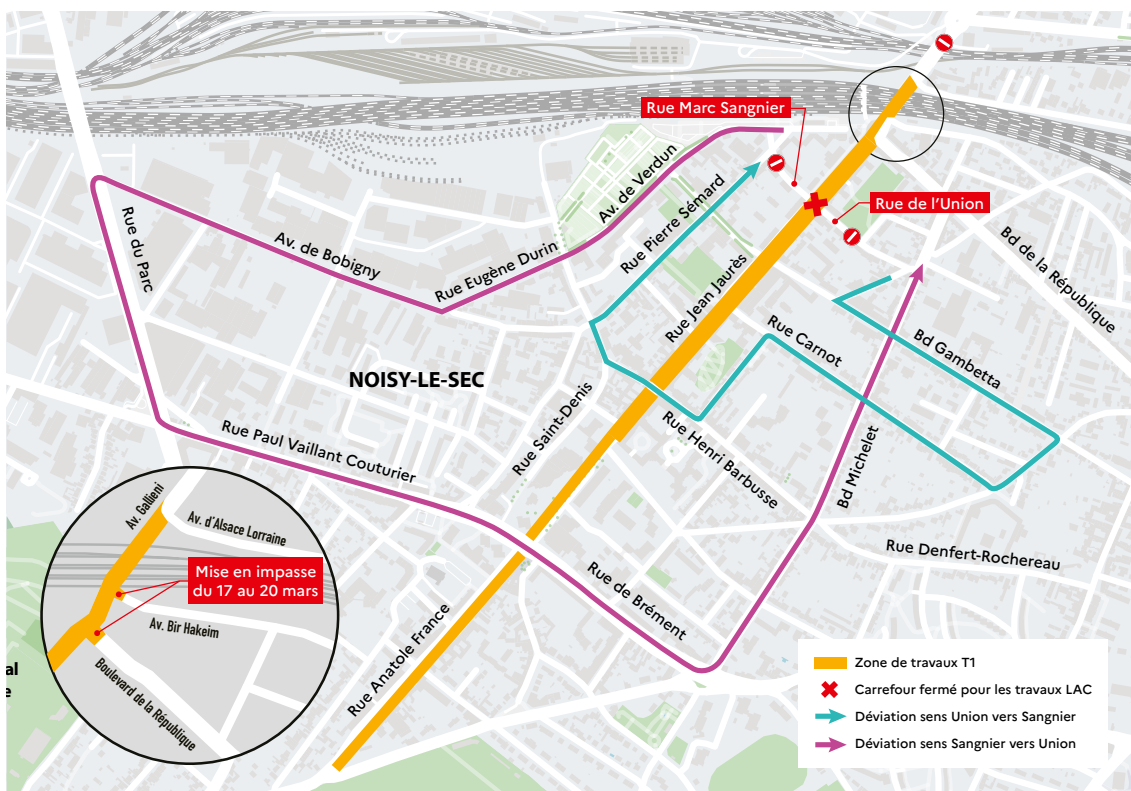 Rue Marc Sangnier
Rue de l'Union
Av. de Verdun
Rue Pierre Sémard
Rue du Parc
Av. de Bobigny
Rue Eugène Durin
Bd de la République
Rue Jean Jaurès
Rue Carnot
Bd Gambetta
NOISY-LE-SEC
Rue Saint-Denis
Rue Paul Vaillant Couturier
Rue Henri Barbusse
Bd Michelet
Rue Denfert-Rochereau
Rue de Brément
Rue Anatole France
Av. Gallieni
Av. d'Alsace Lorraine
Mise en impasse
du 17 au 20 mars
Av. Bir Hakeim
Boulevard de la République
al
e
Zone de travaux T1
Carrefour fermé pour les travaux LAC
Déviation sens Union vers Sangnier
Déviation sens Sangnier vers Union